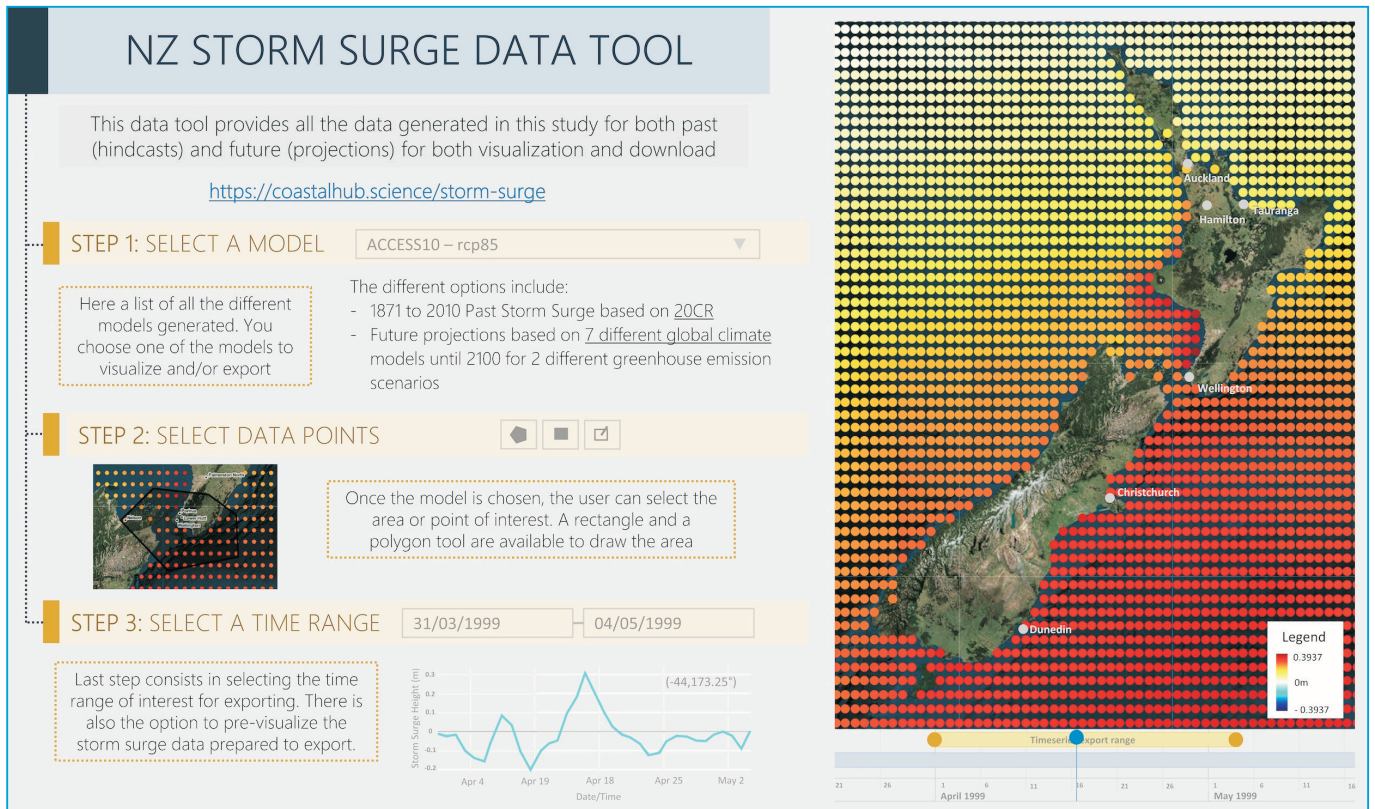 NZ STORM SURGE DATA TOOL
This data tool provides all the data generated in this study for both past
(hindcasts) and future (projections) for both visualization and download
https://coastalhub.science/storm-surge
STEP 1: SELECT A MODEL
ACCESS10 – rcp85
Here a list of all the different
models generated. You
choose one of the models to
visualize and/or export
The different options include:
- 1871 to 2010 Past Storm Surge based on 20CR
- Future projections based on 7 different global climate
models until 2100 for 2 different greenhouse emission
scenarios
STEP 2: SELECT DATA POINTS
Once the model is chosen, the user can select the
area or point of interest. A rectangle and a
polygon tool are available to draw the area
STEP 3: SELECT A TIME RANGE
31/03/1999 – 04/05/1999
Last step consists in selecting the time
range of interest for exporting. There is
also the option to pre-visualize the
storm surge data prepared to export.
Storm Surge Height (m)
0.3
0.2
0.1
0
-0.1
-0.2
(-44,173.25°)
Apr 4 Apr 19 Apr 18 Apr 25 May 2
Date/Time
Auckland
Tauranga
Hamilton
Wellington
Christchurch
Dunedin
Legend
0.3937
0m
- 0.3937
Timeseries export range
21 26 1 6 11 16 21 26 1 6 11 16
April 1999 May 1999